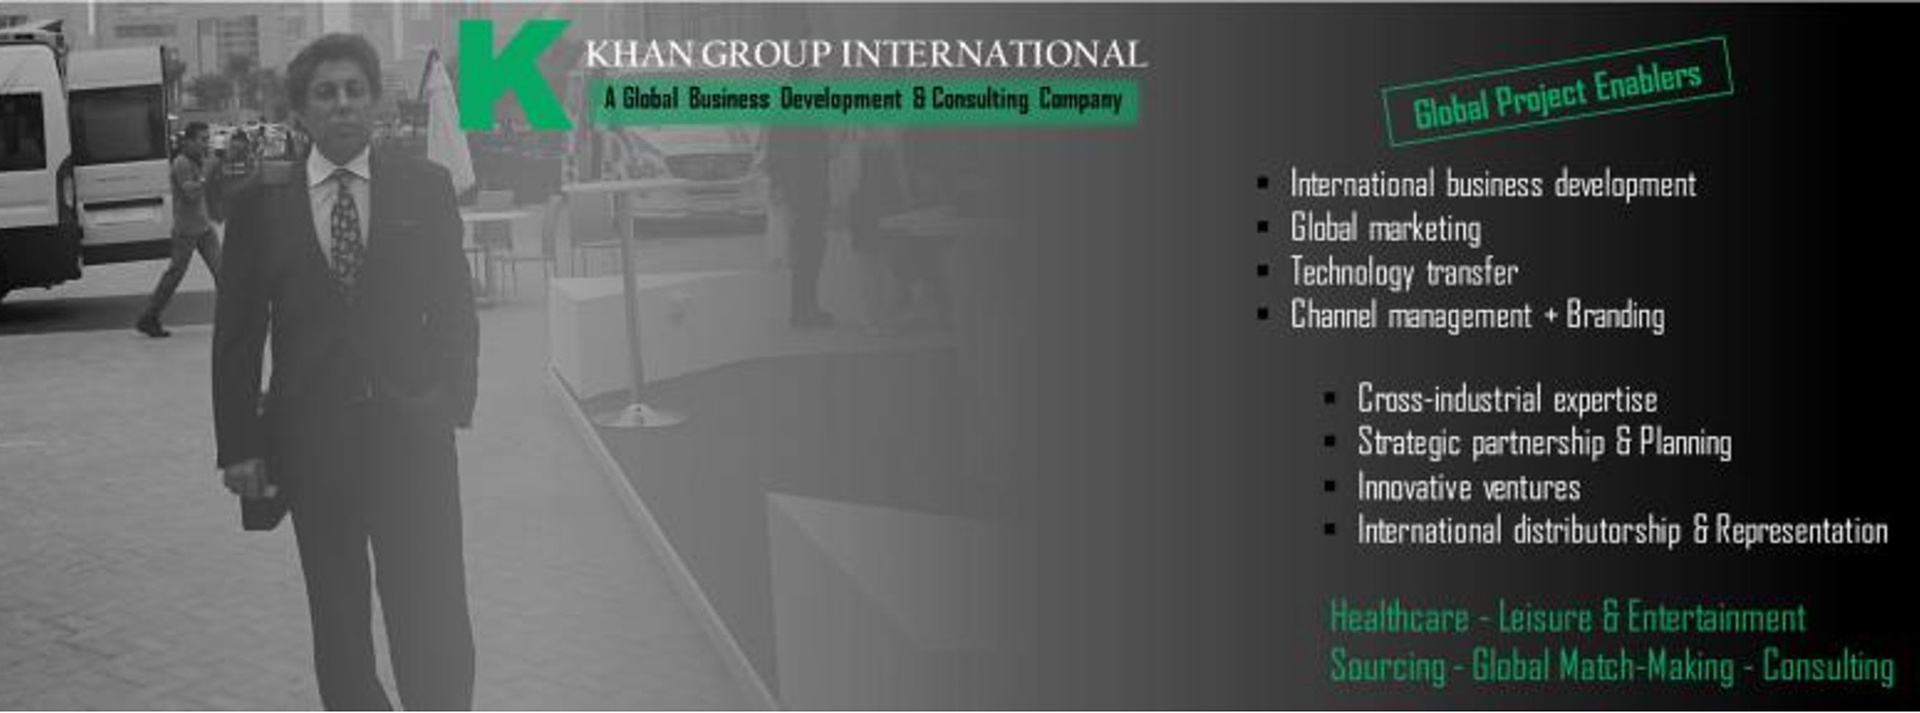 K
KHAN GROUP INTERNATIONAL
A Global Business Development & Consulting Company
Global Project Enablers
International business development
Global marketing
Technology transfer
Channel management + Branding
Cross-industrial expertise
Strategic partnership & Planning
Innovative ventures
International distributorship & Representation
Healthcare - Leisure & Entertainment
Sourcing - Global Match-Making - Consulting